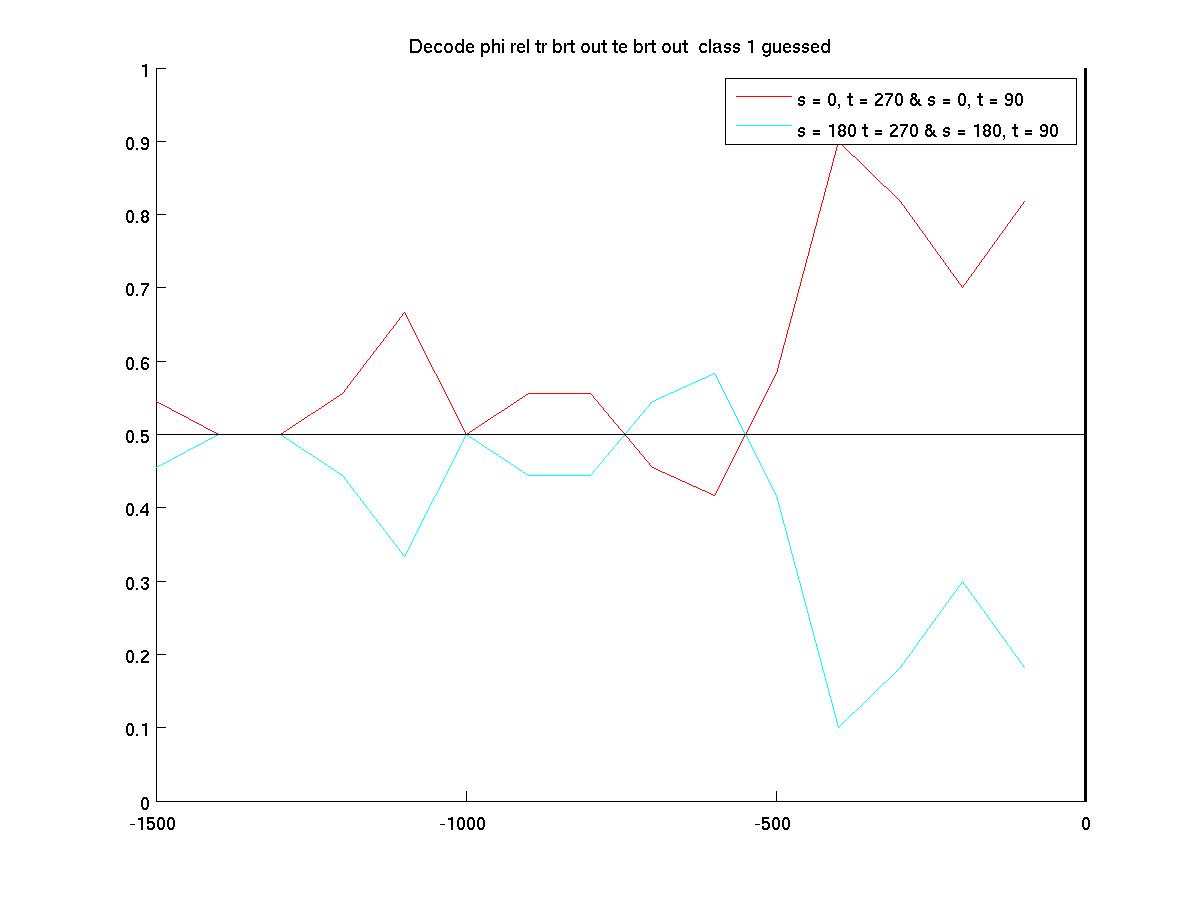 Decode phi rel tr brt out te brt out  class 1 guessed
1
s = 0, t = 270 & s = 0, t = 90
s = 180 t = 270 & s = 180, t = 90
0.9
0.8
0.7
0.6
0.5
0.4
0.3
0.2
0.1
0
-1500 -1000 -500 0